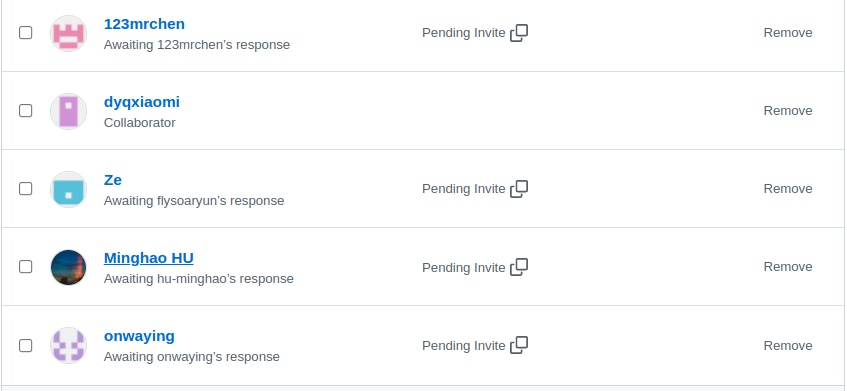 123mrchen
Awaiting 123mrchen’s response
Pending Invite
Remove
dyqxiaomi
Collaborator
Remove
Ze
Awaiting flysoaryun’s response
Pending Invite
Remove
Minghao HU
Awaiting hu-minghao’s response
Pending Invite
Remove
onwaying
Awaiting onwaying’s response
Pending Invite
Remove